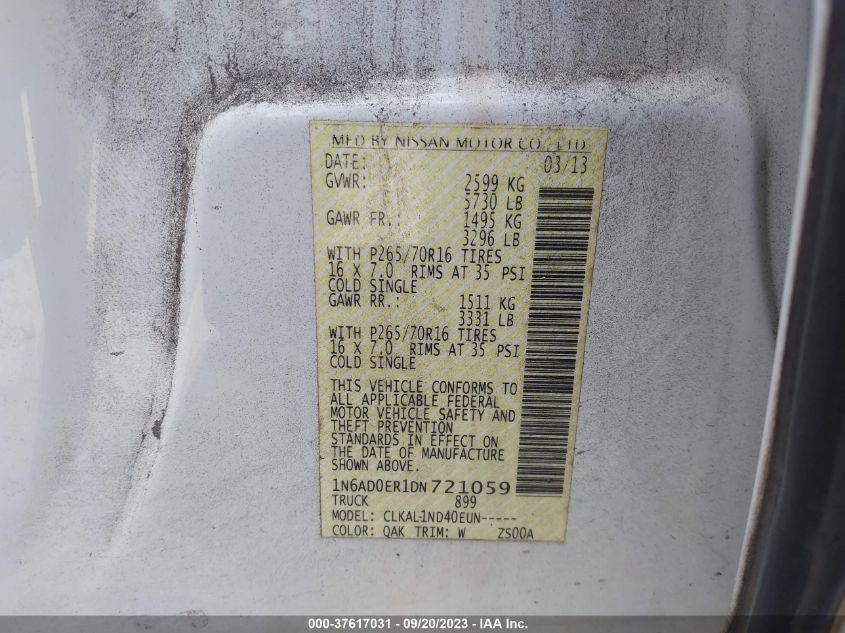 MFD BY NISSAN MOTOR CO., LTD.
DATE: 03/13
GVWR: 2599 KG
5730 LB
GAWR FR.: 1495 KG
3296 LB
WITH P265/70R16 TIRES
16 X 7.0 RIMS AT 35 PSI
COLD SINGLE
GAWR RR.: 1511 KG
3331 LB
WITH P265/70R16 TIRES
16 X 7.0 RIMS AT 35 PSI
COLD SINGLE
THIS VEHICLE CONFORMS TO
ALL APPLICABLE FEDERAL
MOTOR VEHICLE SAFETY AND
THEFT PREVENTION
STANDARDS IN EFFECT ON
THE DATE OF MANUFACTURE
SHOWN ABOVE.
1N6AD0ER1DN 721059
TRUCK 899
MODEL: CLKAL-1ND40EUN-----
COLOR: QAK TRIM: W ZS00A
000-37617031 - 09/20/2023 - IAA Inc.